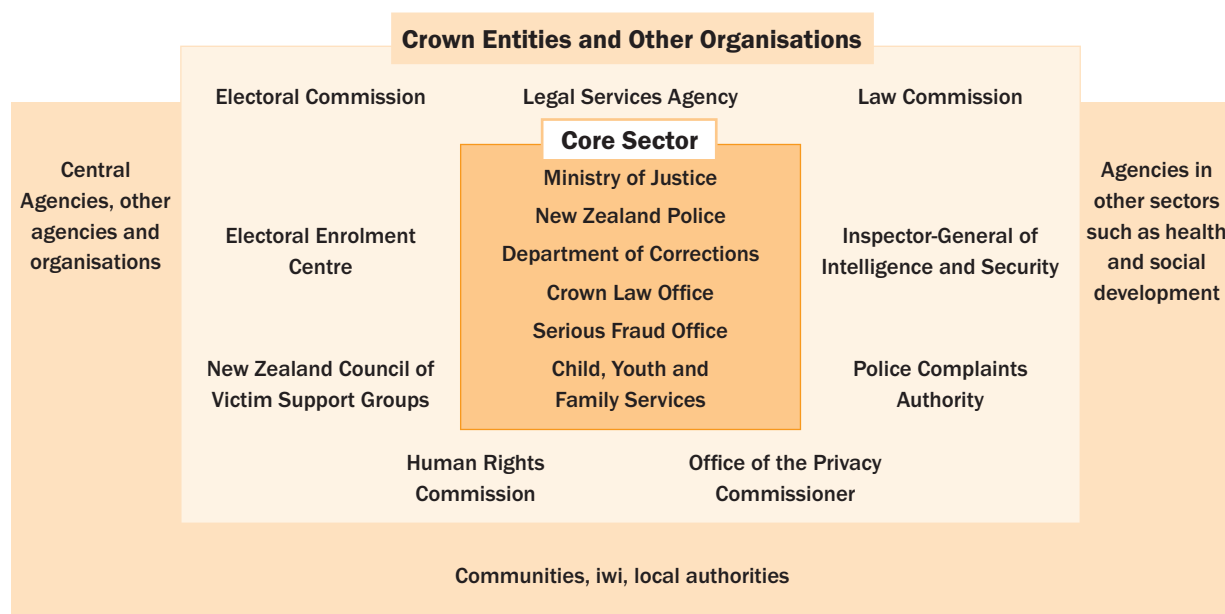 Crown Entities and Other Organisations
Electoral Commission
Legal Services Agency
Law Commission
Core Sector
Central
Agencies, other
agencies and
organisations
Ministry of Justice
New Zealand Police
Department of Corrections
Crown Law Office
Serious Fraud Office
Child, Youth and
Family Services
Agencies in
other sectors
such as health
and social
development
Electoral Enrolment
Centre
Inspector-General of
Intelligence and Security
New Zealand Council of
Victim Support Groups
Police Complaints
Authority
Human Rights
Commission
Office of the Privacy
Commissioner
Communities, iwi, local authorities